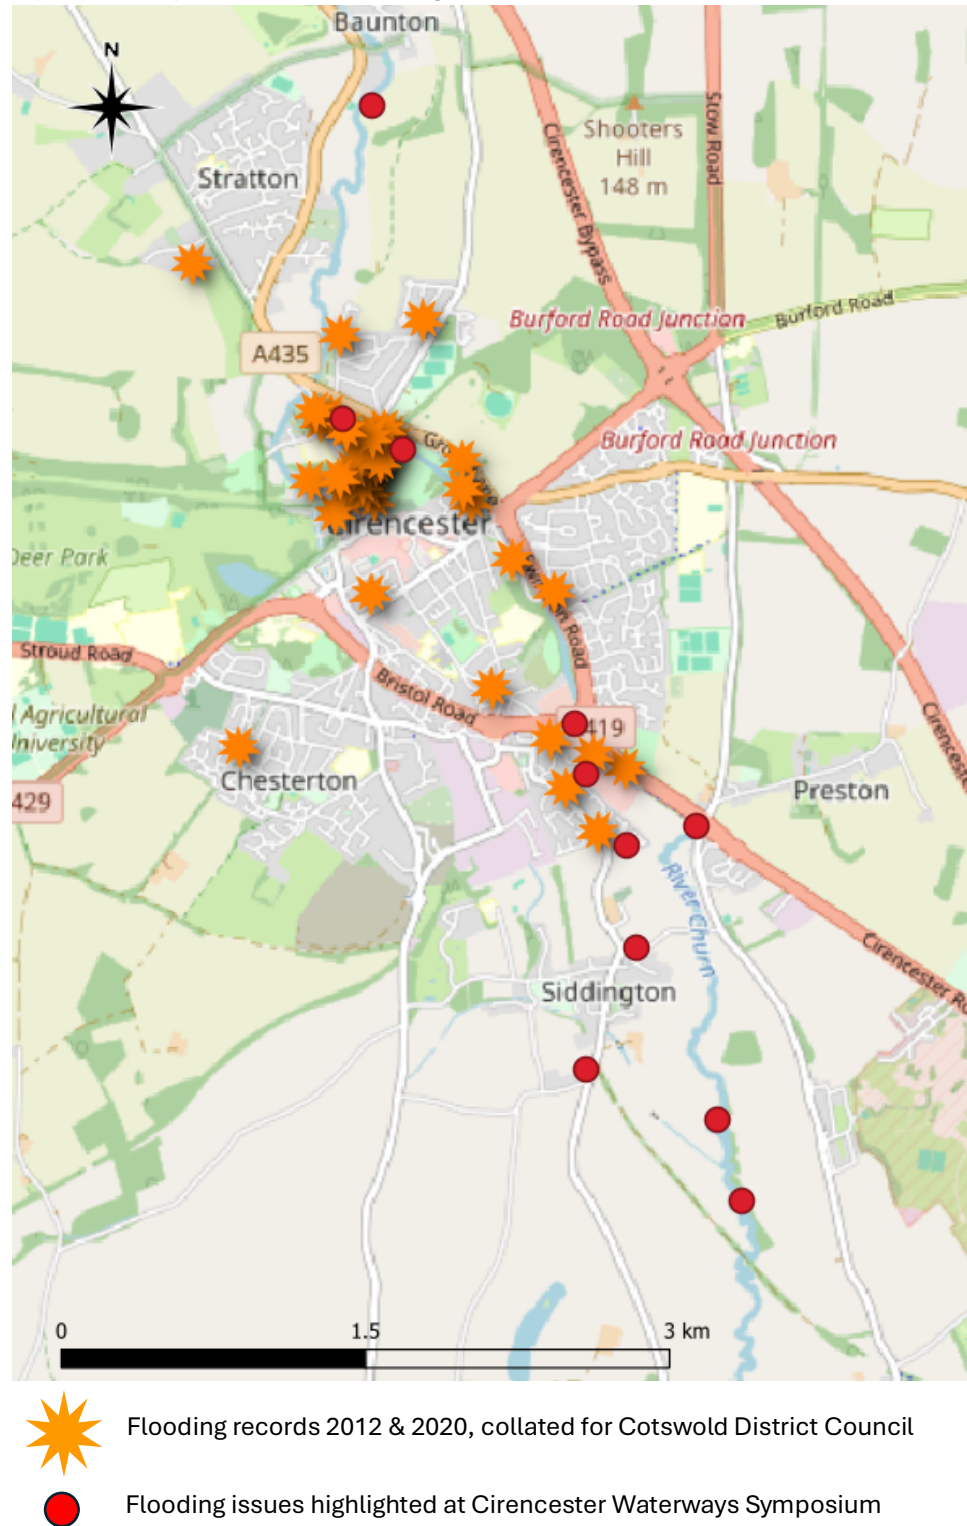 Baunton
N
Stratton
Shooters
Hill
148 m
Stow Road
Cirencester Bypass
Burford Road Junction
Burford Road
A435
Burford Road Junction
Cirencester
Deer Park
Stroud Road
Road
Bristol Road
Agricultural
University
419
Chesterton
Preston
429
River Churn
Siddington
0
1.5
3 km
Flooding records 2012 & 2020, collated for Cotswold District Council
Flooding issues highlighted at Cirencester Waterways Symposium